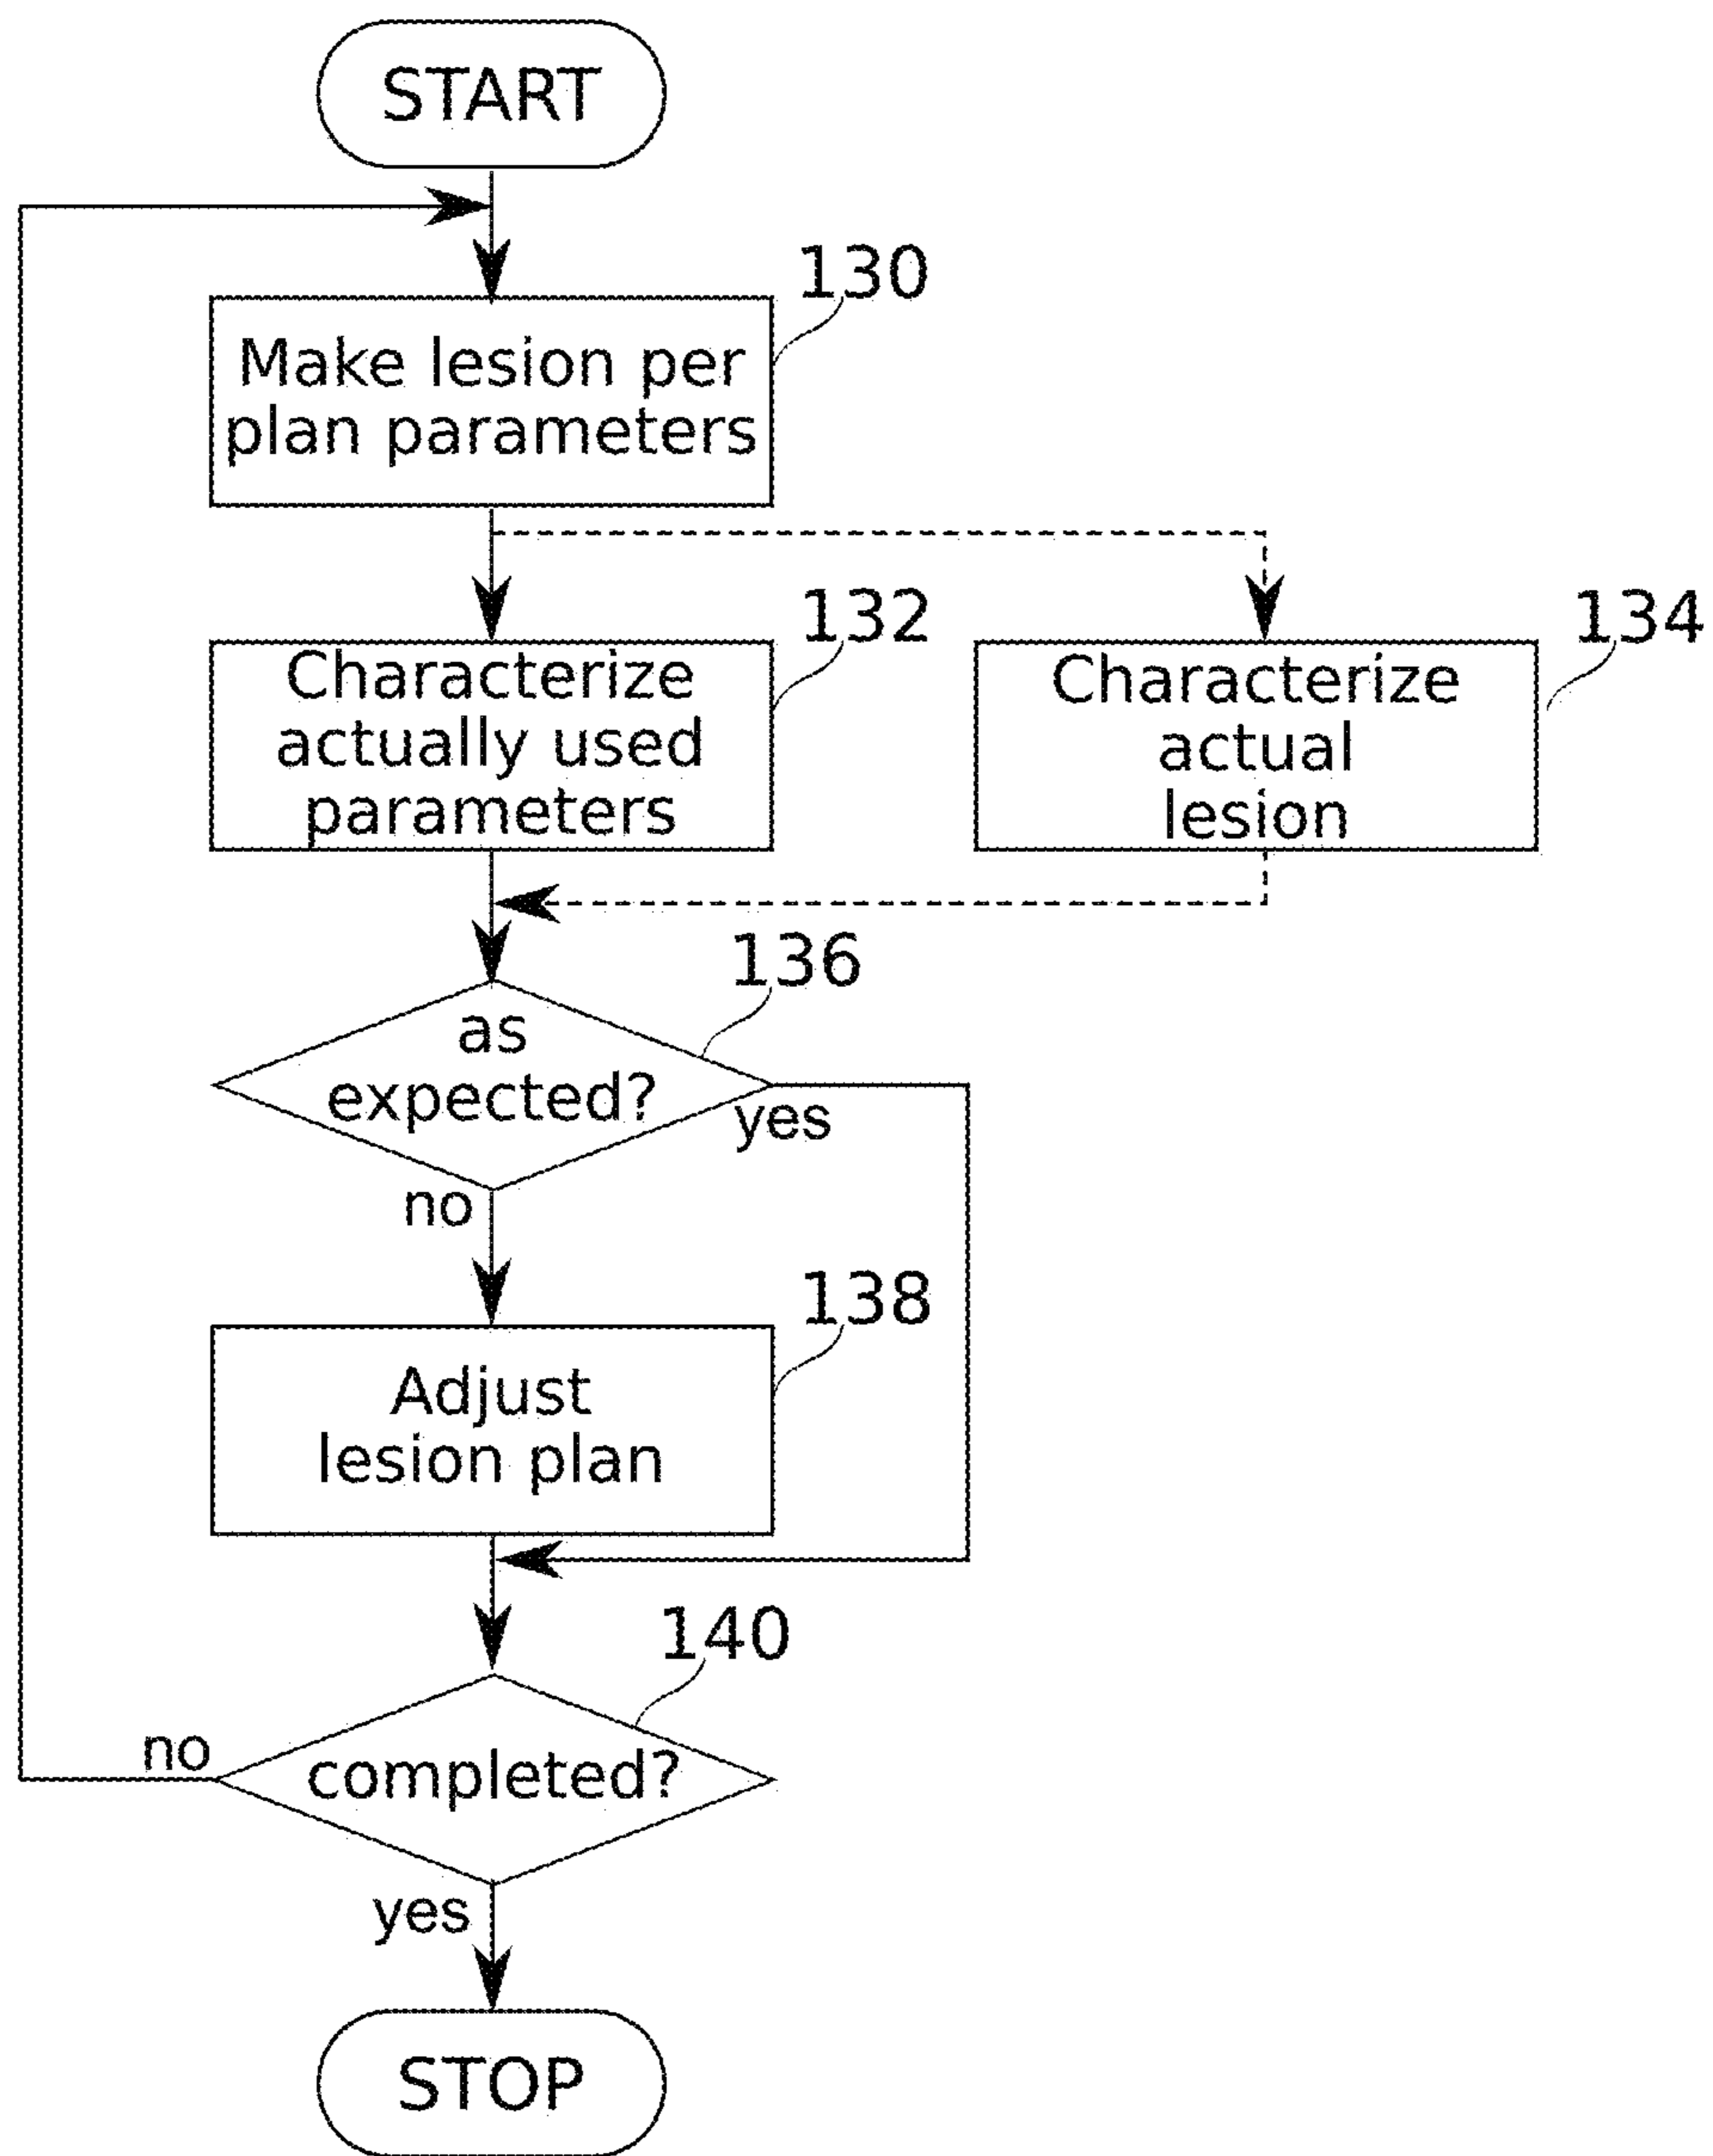 START
130
Make lesion per
plan parameters
132
Characterize
actually used
parameters
134
Characterize
actual
lesion
136
as
expected?
yes
no
138
Adjust
lesion plan
140
no
completed?
yes
STOP